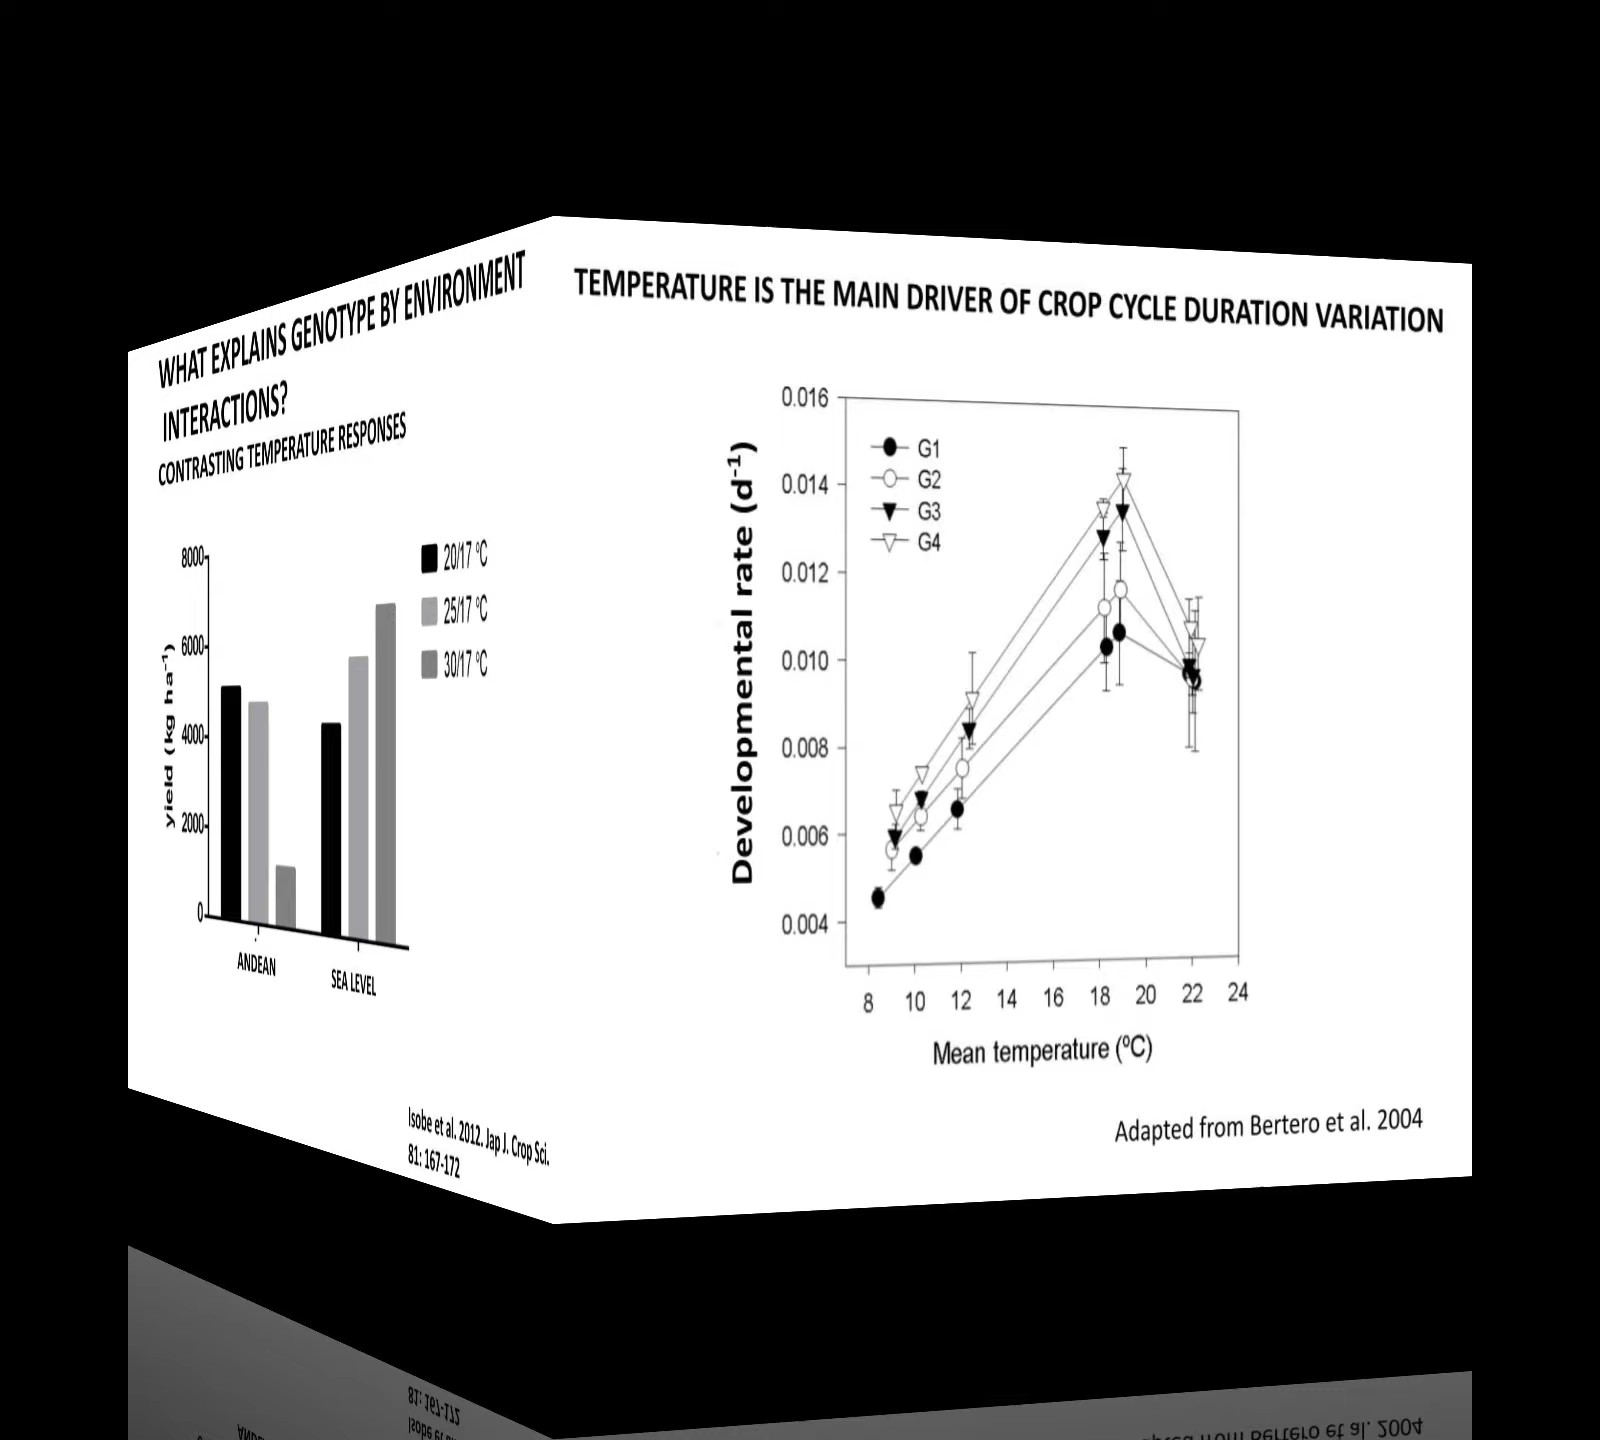 WHAT EXPLAINS GENOTYPE BY ENVIRONMENT
INTERACTIONS?
CONTRASTING TEMPERATURE RESPONSES
8000
6000
4000
2000
0
yield (kg ha⁻¹)
20/17 ºC
25/17 ºC
30/17 ºC
ANDEAN
SEA LEVEL
Isobe et al. 2012. Jap J. Crop Sci.
81: 167-172
TEMPERATURE IS THE MAIN DRIVER OF CROP CYCLE DURATION VARIATION
Developmental rate (d⁻¹)
0.016
0.014
0.012
0.010
0.008
0.006
0.004
G1
G2
G3
G4
8 10 12 14 16 18 20 22 24
Mean temperature (ºC)
Adapted from Bertero et al. 2004